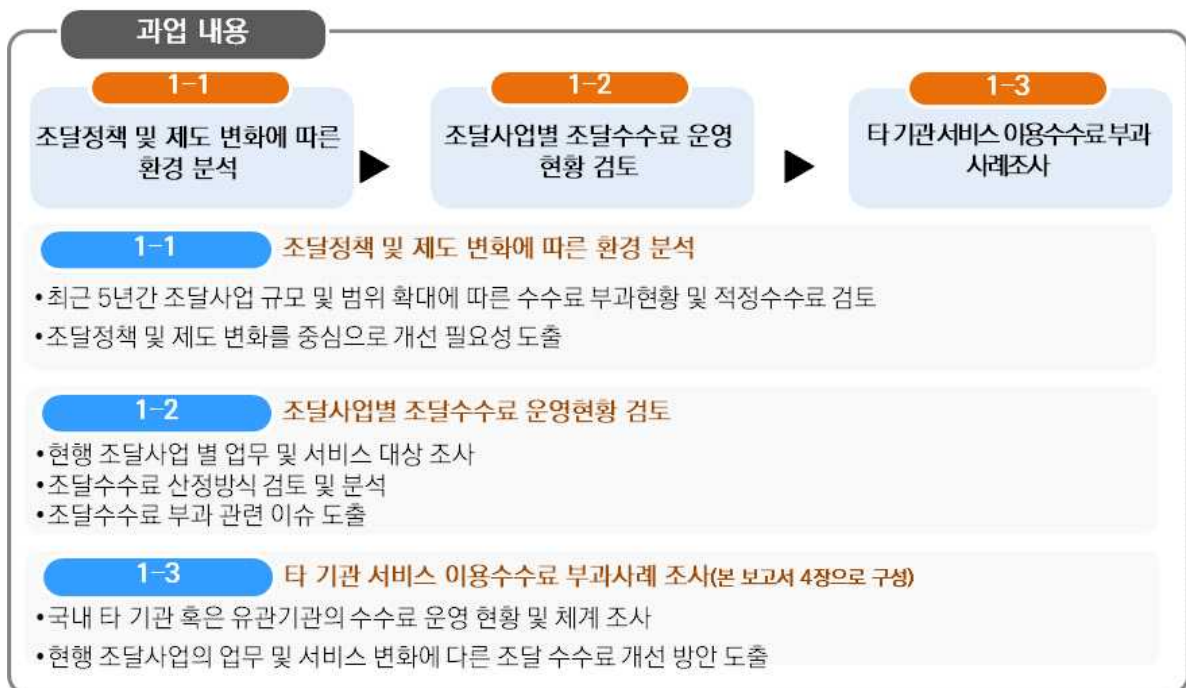 과업 내용
1-1
조달정책 및 제도 변화에 따른
환경 분석
1-2
조달사업별 조달수수료 운영
현황 검토
1-3
타 기관 서비스 이용수수료 부과
사례조사
1-1 조달정책 및 제도 변화에 따른 환경 분석
•최근 5년간 조달사업 규모 및 범위 확대에 따른 수수료 부과현황 및 적정수수료 검토
•조달정책 및 제도 변화를 중심으로 개선 필요성 도출
1-2 조달사업별 조달수수료 운영현황 검토
•현행 조달사업 별 업무 및 서비스 대상 조사
•조달수수료 산정방식 검토 및 분석
•조달수수료 부과 관련 이슈 도출
1-3 타 기관 서비스 이용수수료 부과사례 조사(본 보고서 4장으로 구성)
•국내 타 기관 혹은 유관기관의 수수료 운영 현황 및 체계 조사
•현행 조달사업의 업무 및 서비스 변화에 다른 조달 수수료 개선 방안 도출